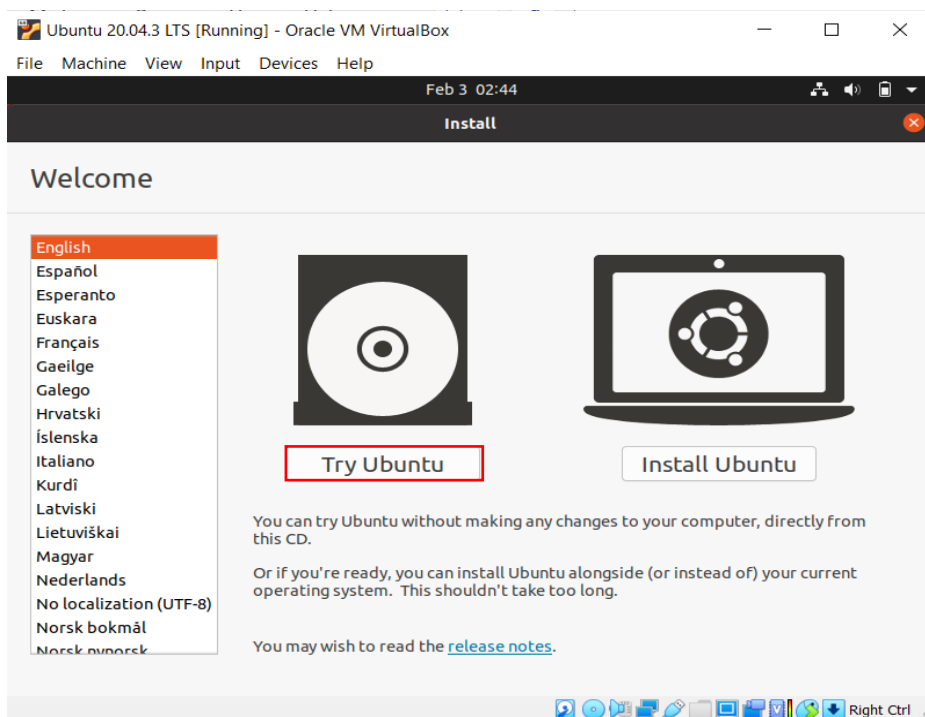 Ubuntu 20.04.3 LTS [Running] - Oracle VM VirtualBox
File Machine View Input Devices Help
Feb 3 02:44
Install
Welcome
English
Español
Esperanto
Euskara
Français
Gaeilge
Galego
Hrvatski
Íslenska
Italiano
Kurdî
Latviski
Lietuviškai
Magyar
Nederlands
No localization (UTF-8)
Norsk bokmål
Norsk nynorsk
Try Ubuntu
Install Ubuntu
You can try Ubuntu without making any changes to your computer, directly from
this CD.
Or if you're ready, you can install Ubuntu alongside (or instead of) your current
operating system. This shouldn't take too long.
You may wish to read the release notes.
Right Ctrl